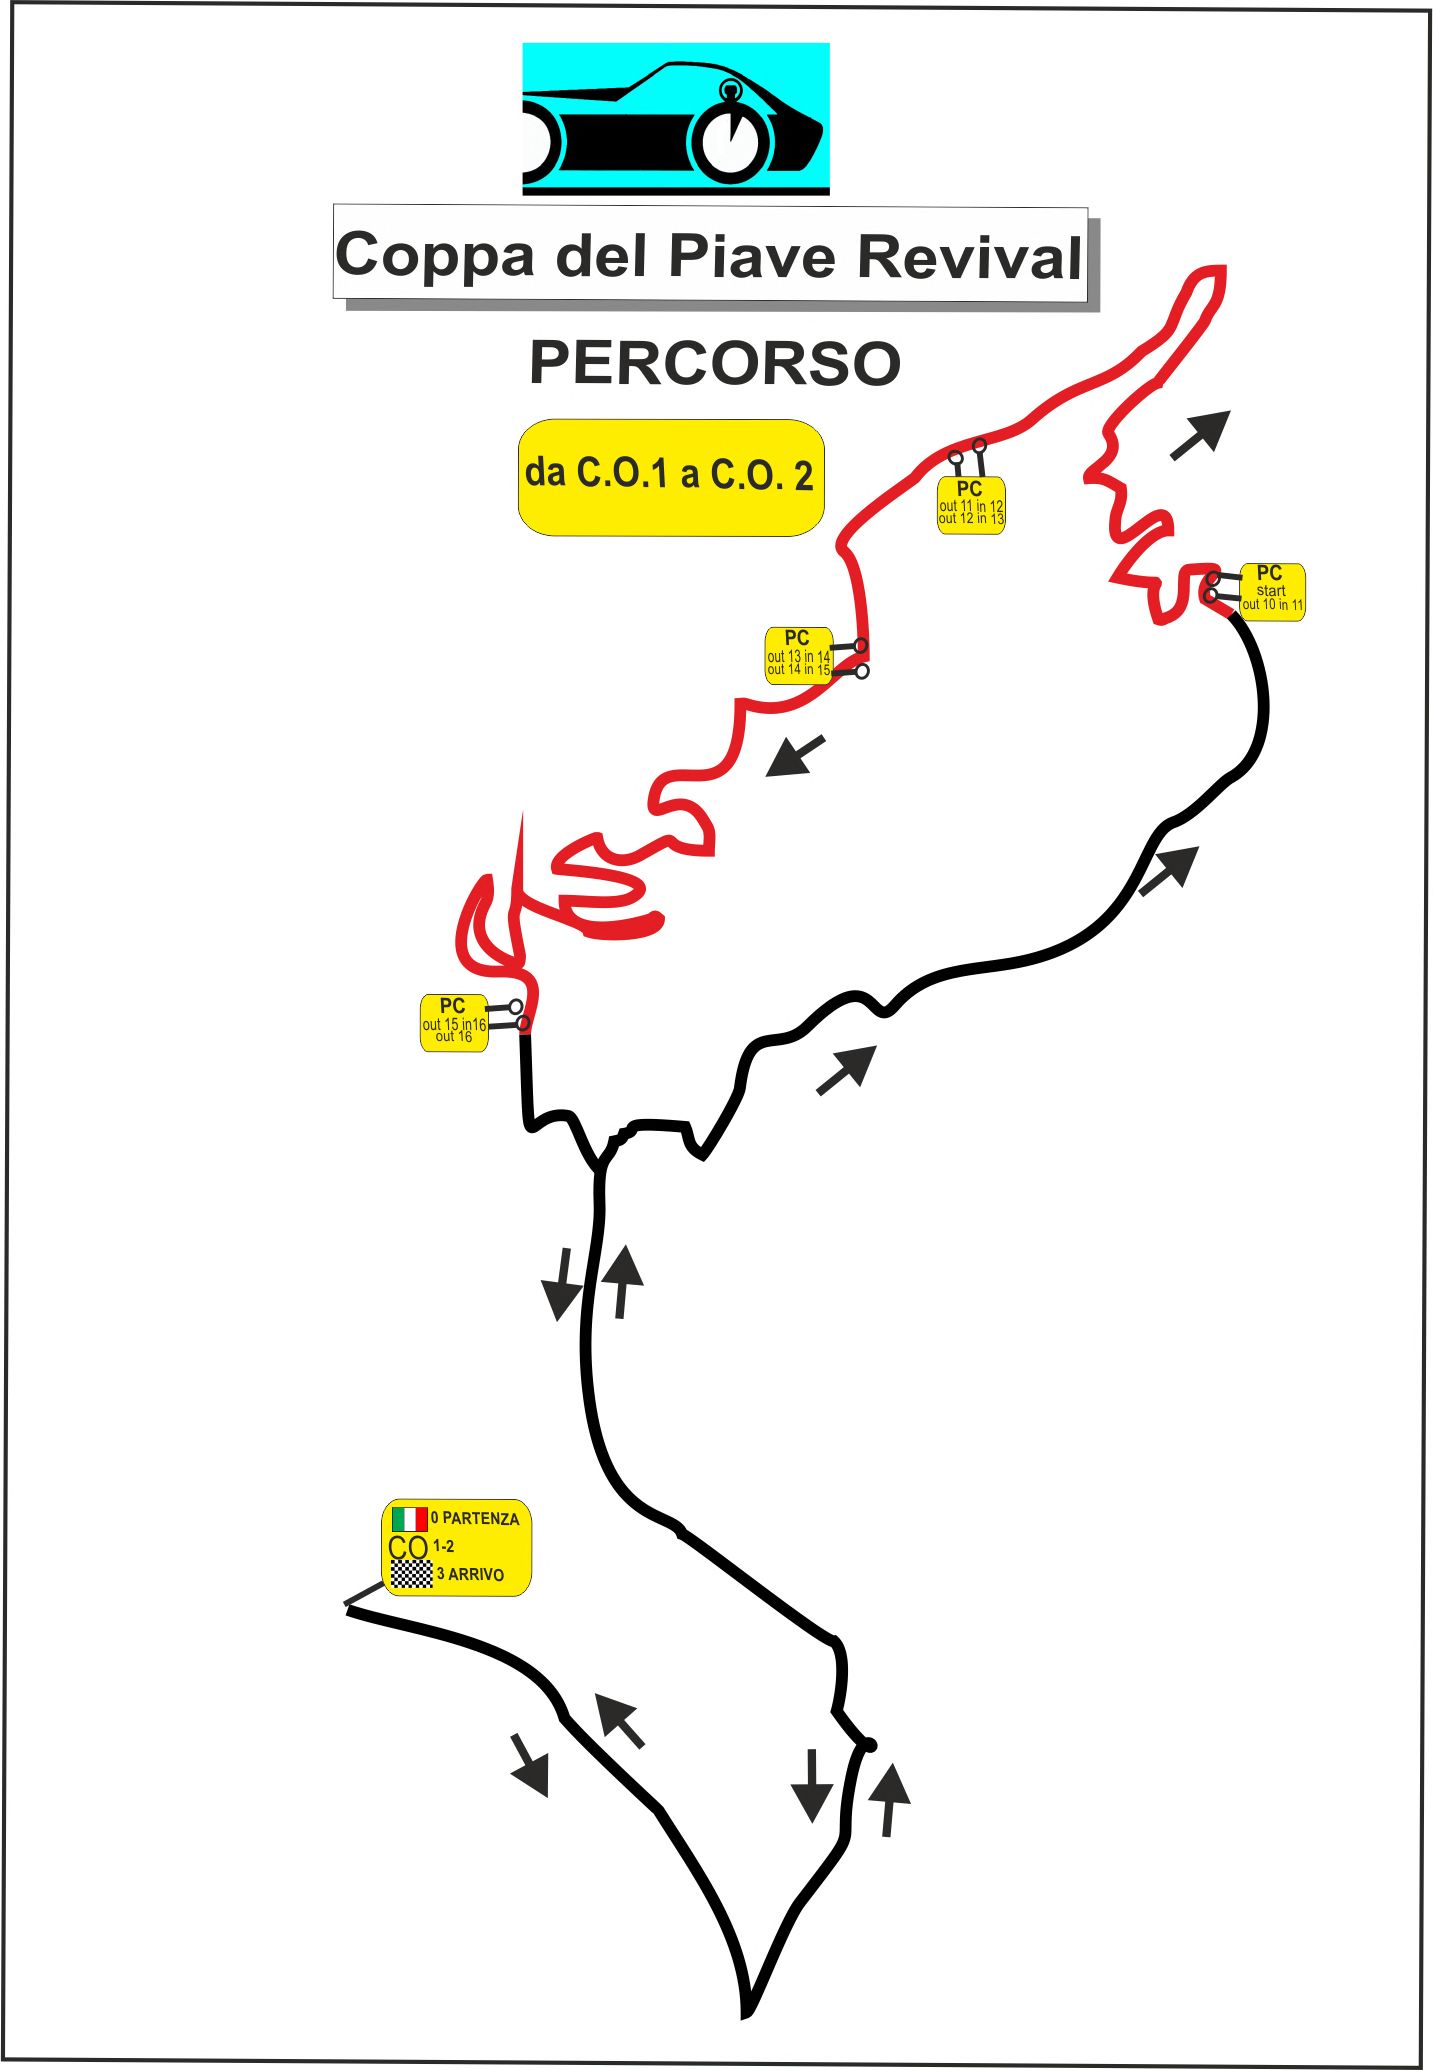 Coppa del Piave Revival
PERCORSO
da C.O.1 a C.O. 2
PC
out 11 in 12
out 12 in 13
PC
start
out 10 in 11
PC
out 13 in 14
out 14 in 15
PC
out 15 in16
out 16
0 PARTENZA
CO 1-2
3 ARRIVO